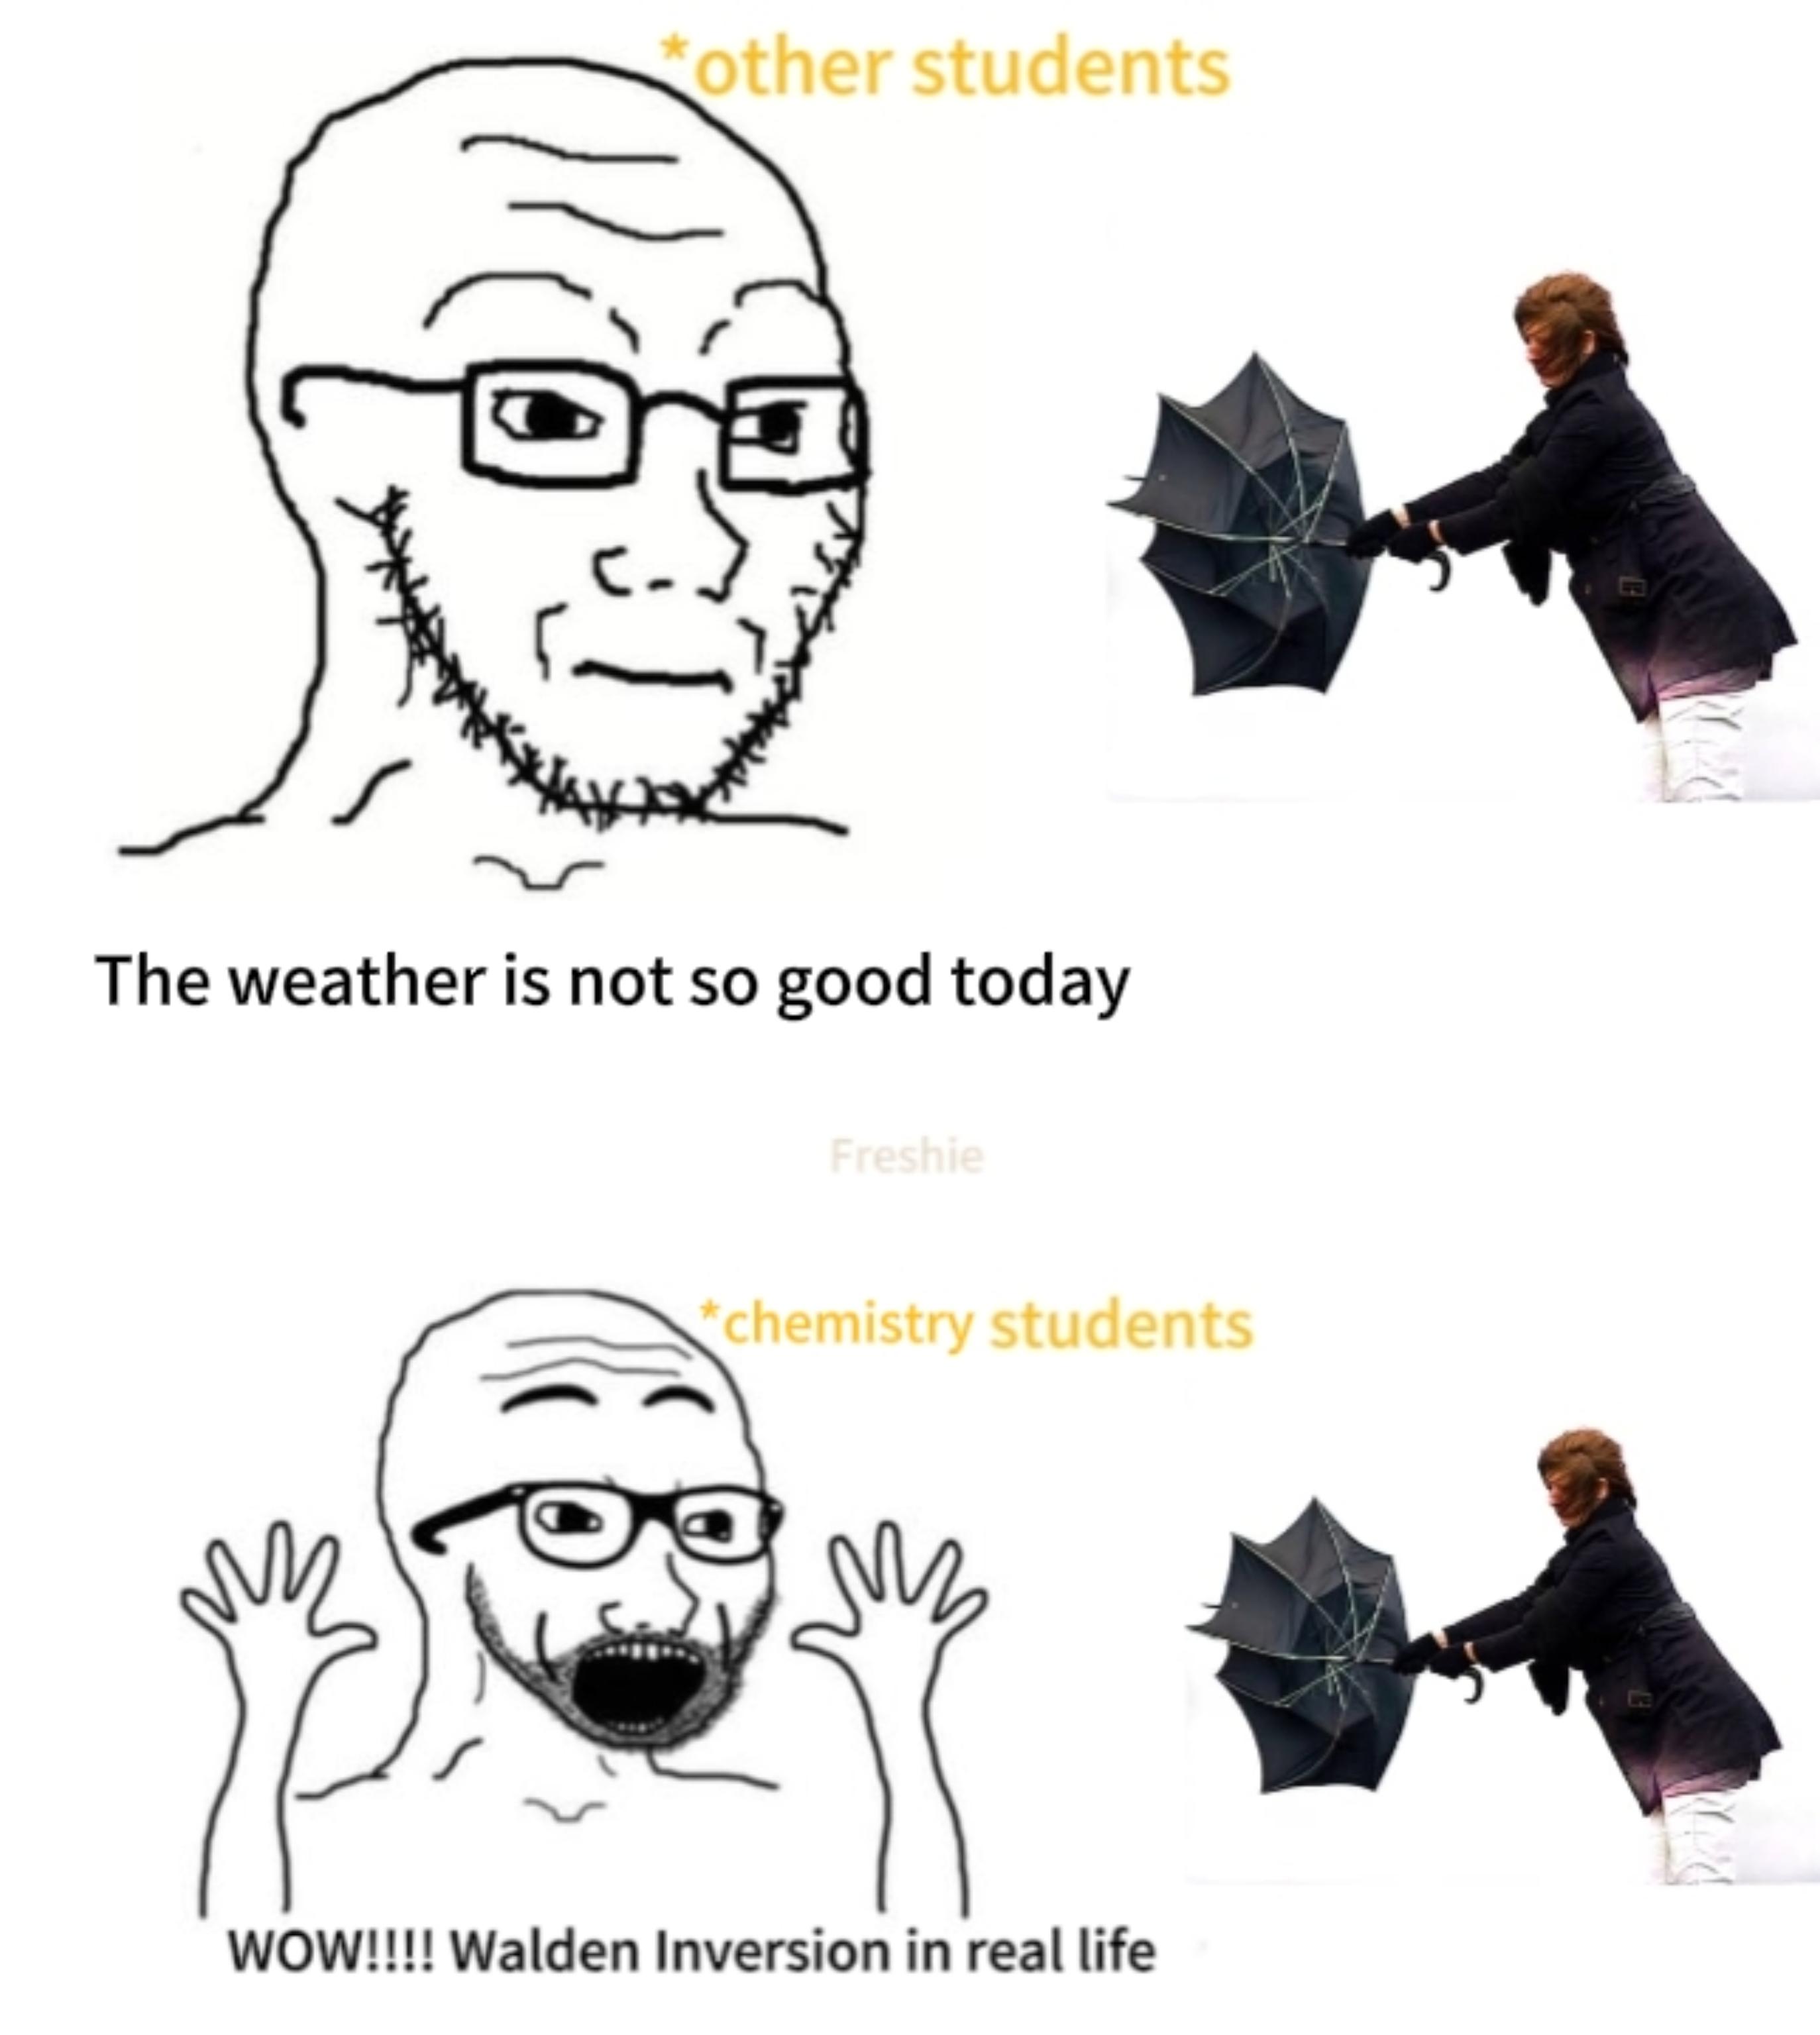 *other students
The weather is not so good today
Freshie
*chemistry students
WOW!!!! Walden Inversion in real life